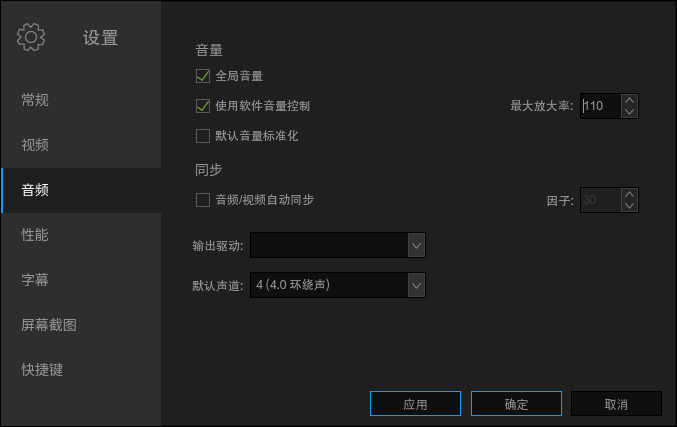 设置
常规
视频
音频
性能
字幕
屏幕截图
快捷键
音量
全局音量
使用软件音量控制
最大放大率: 110
默认音量标准化
同步
音频/视频自动同步
因子: 30
输出驱动:
默认声道: 4 (4.0 环绕声)
应用
确定
取消